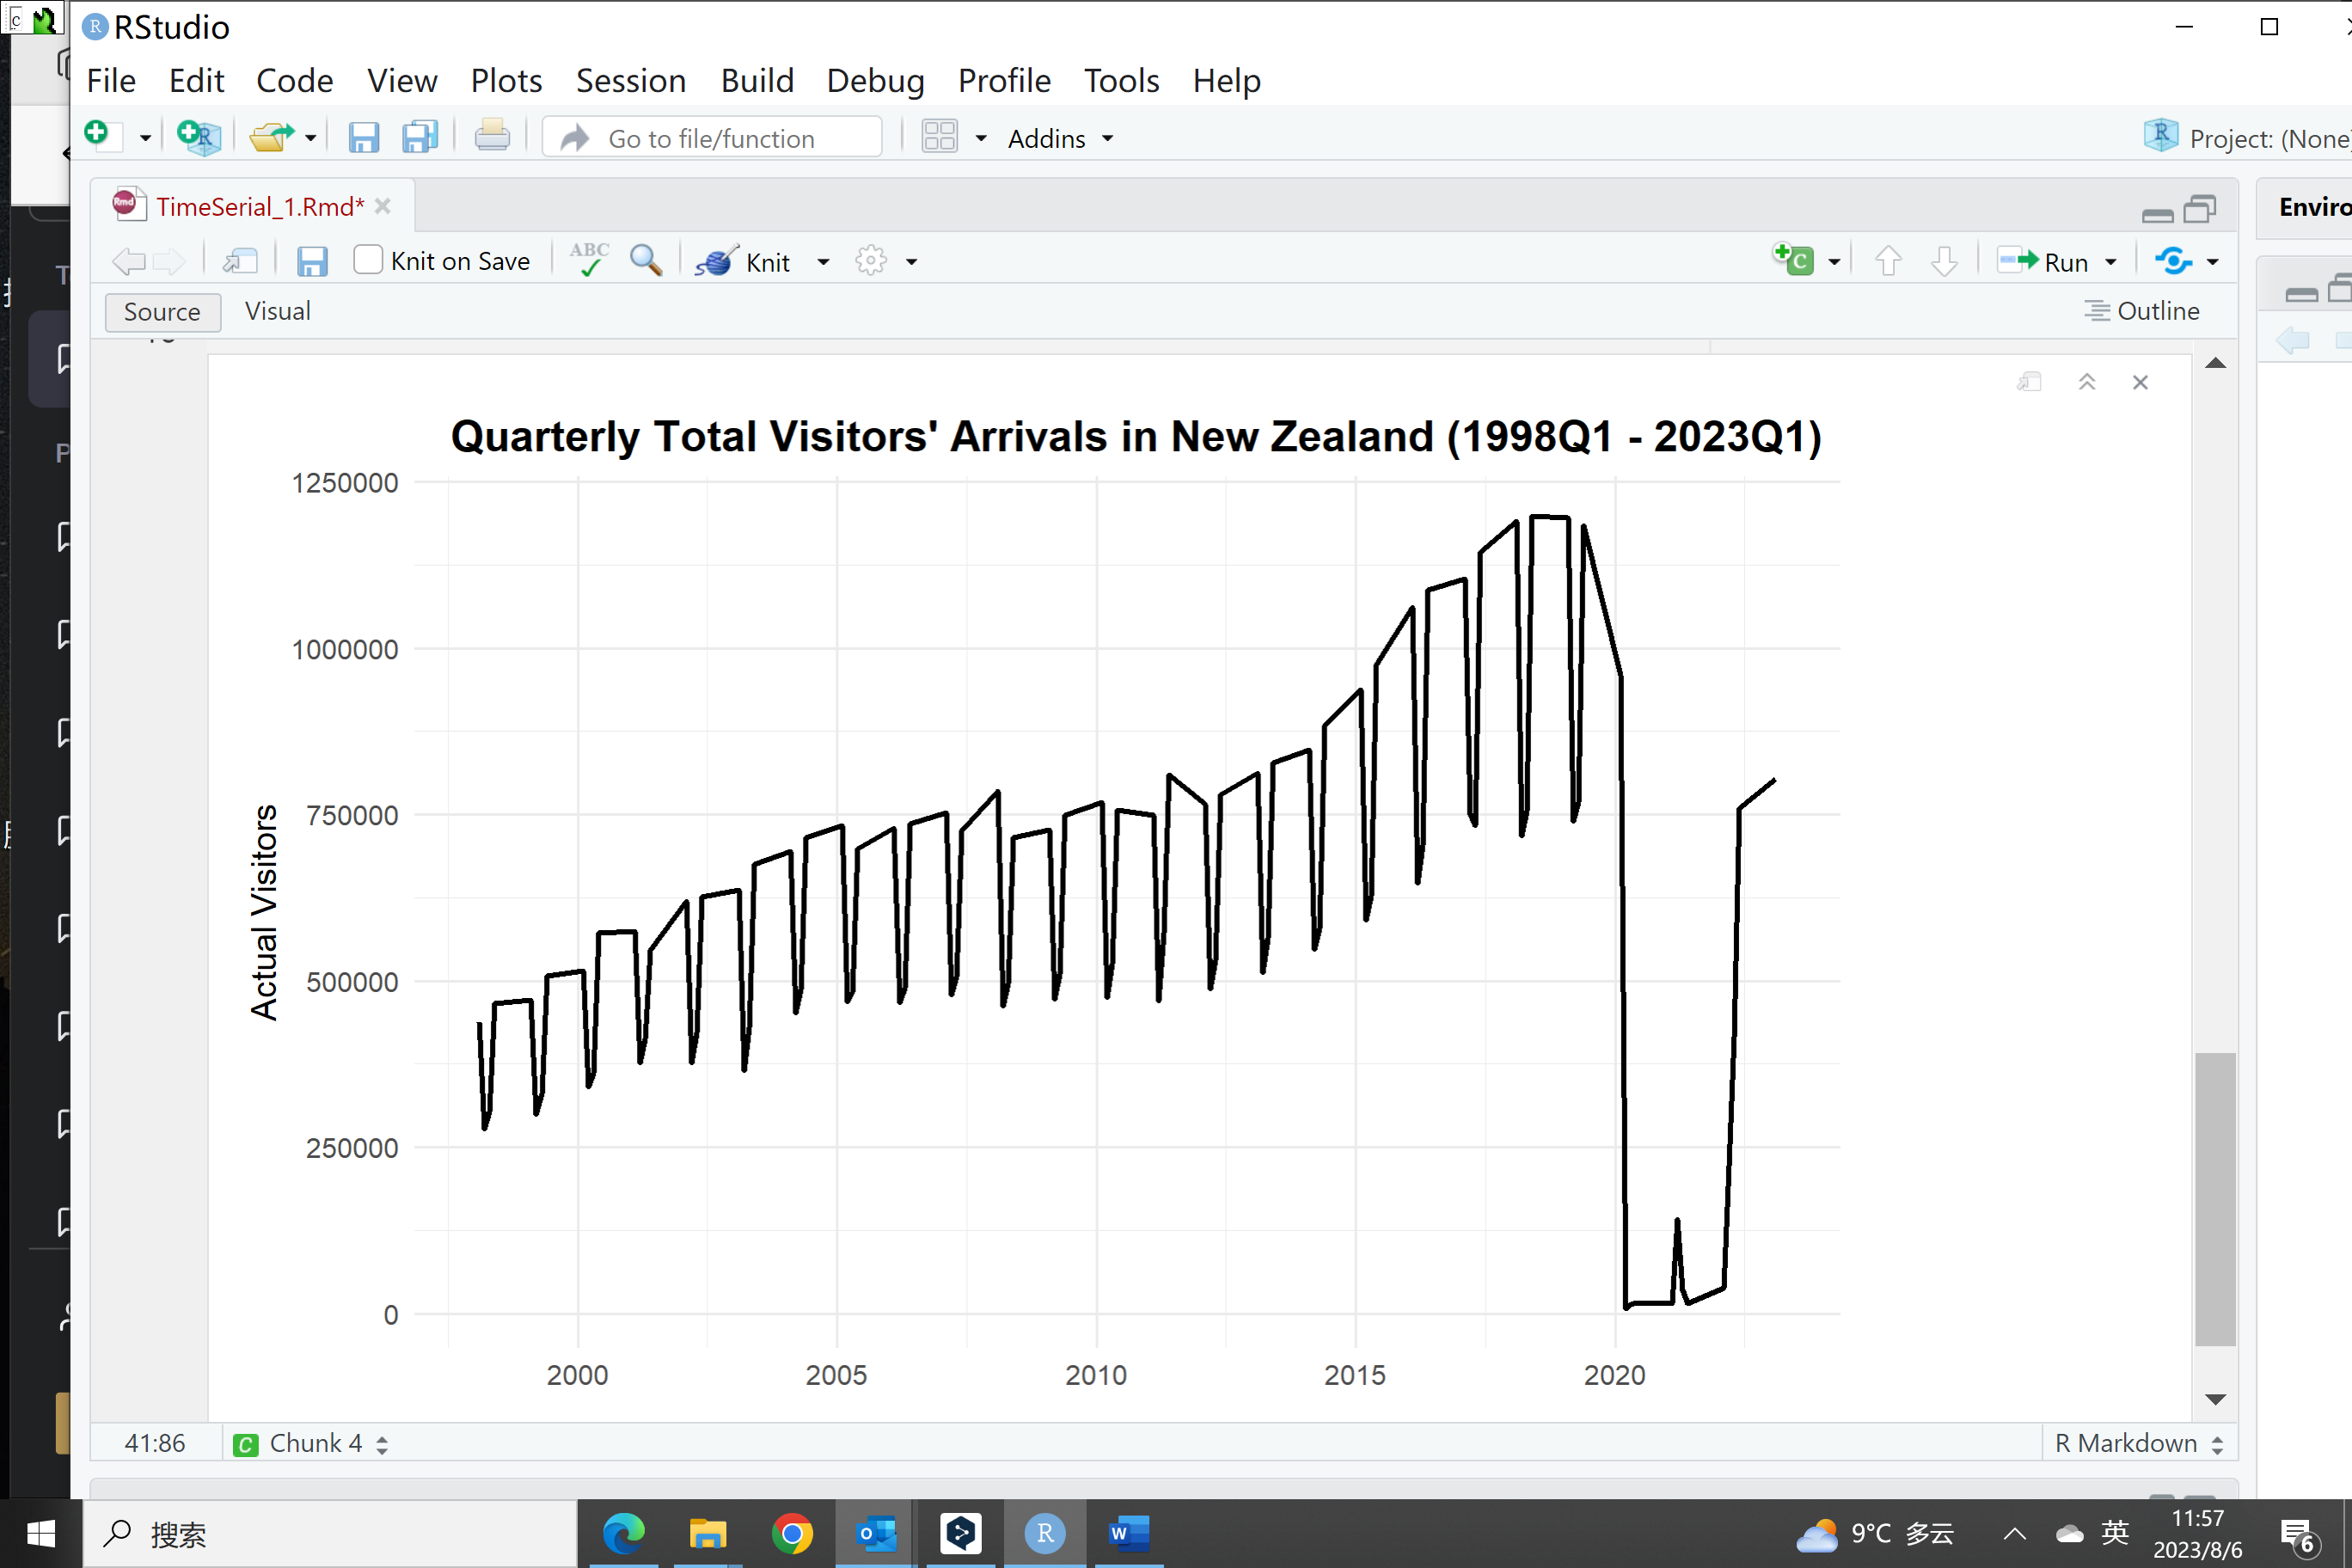 RStudio
File Edit Code View Plots Session Build Debug Profile Tools Help
Go to file/function
Addins
Project: (None)
TimeSerial_1.Rmd*
Enviro
Knit on Save
ABC
Knit
Run
Source
Visual
Outline
Quarterly Total Visitors' Arrivals in New Zealand (1998Q1 - 2023Q1)
1250000
1000000
750000
500000
250000
0
Actual Visitors
2000 2005 2010 2015 2020
41:86
Chunk 4
R Markdown
搜索
9°C 多云
英
11:57
2023/8/6
6